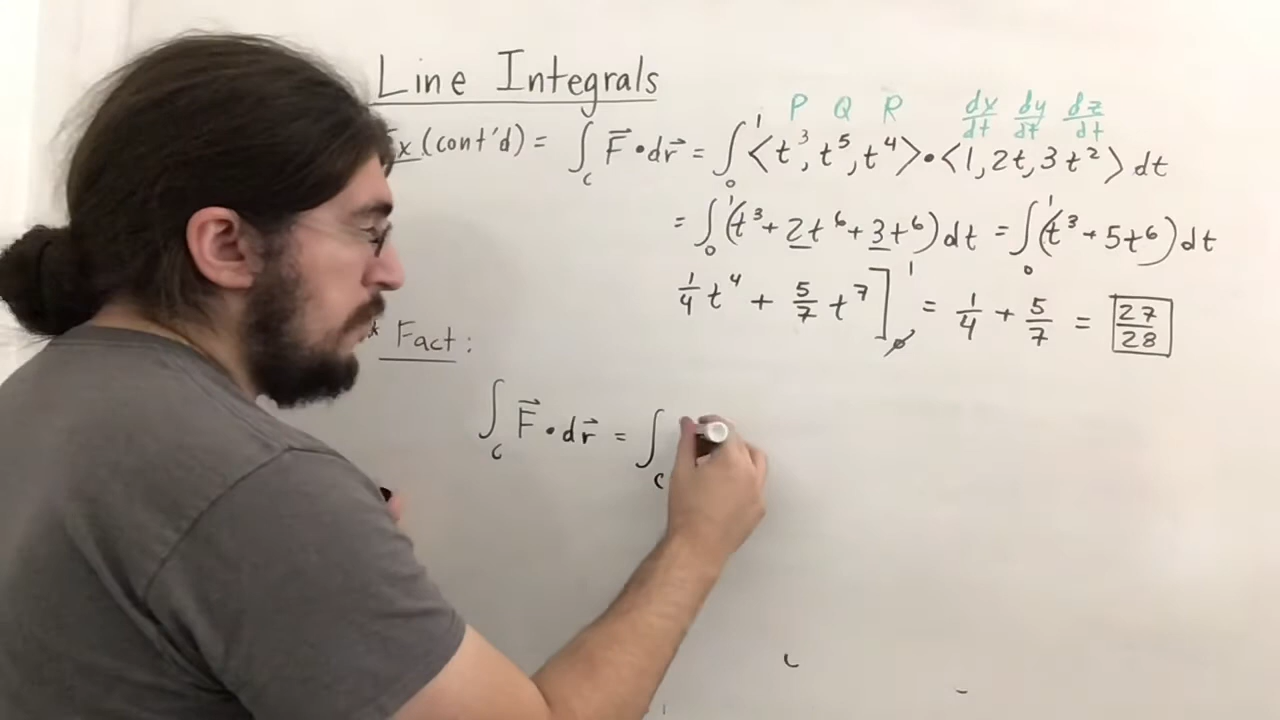 Line Integrals
P Q R dx/dt dy/dt dz/dt
Ex (cont'd) = ∫_C F⃗ • dr⃗ = ∫_0^1 <t^3, t^5, t^4> • <1, 2t, 3t^2> dt
= ∫_0^1 (t^3 + 2t^6 + 3t^6) dt = ∫_0^1 (t^3 + 5t^6) dt
1/4 t^4 + 5/7 t^7 ]_0^1 = 1/4 + 5/7 = 27/28
* Fact:
∫_C F⃗ • dr⃗ = ∫_C